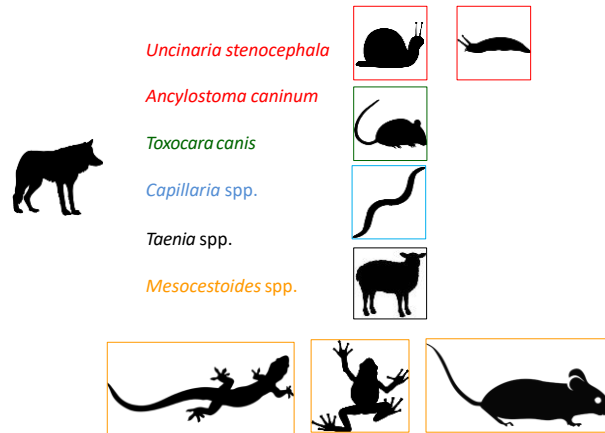 Uncinaria stenocephala
Ancylostoma caninum
Toxocara canis
Capillaria spp.
Taenia spp.
Mesocestoides spp.